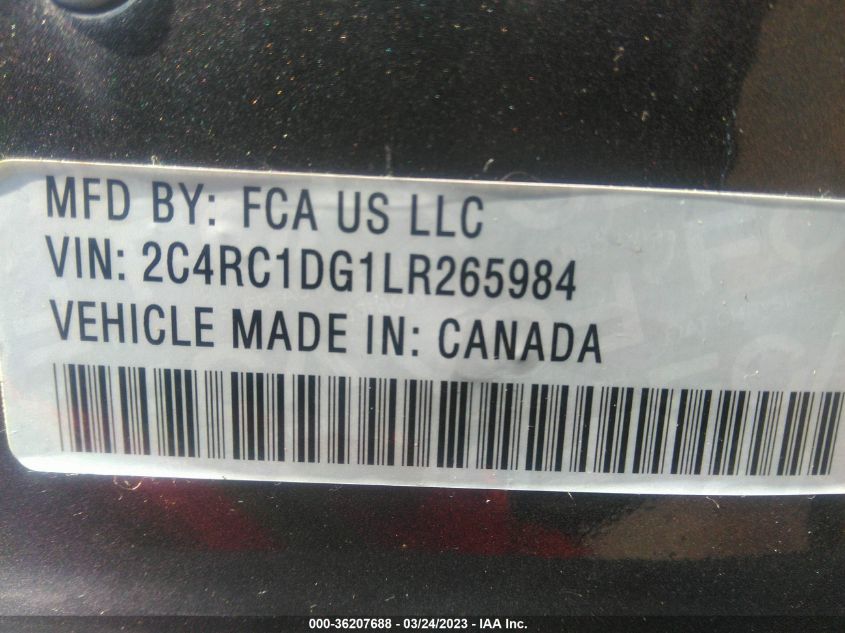 MFD BY: FCA US LLC
VIN: 2C4RC1DG1LR265984
VEHICLE MADE IN: CANADA
000-36207688 - 03/24/2023 - IAA Inc.